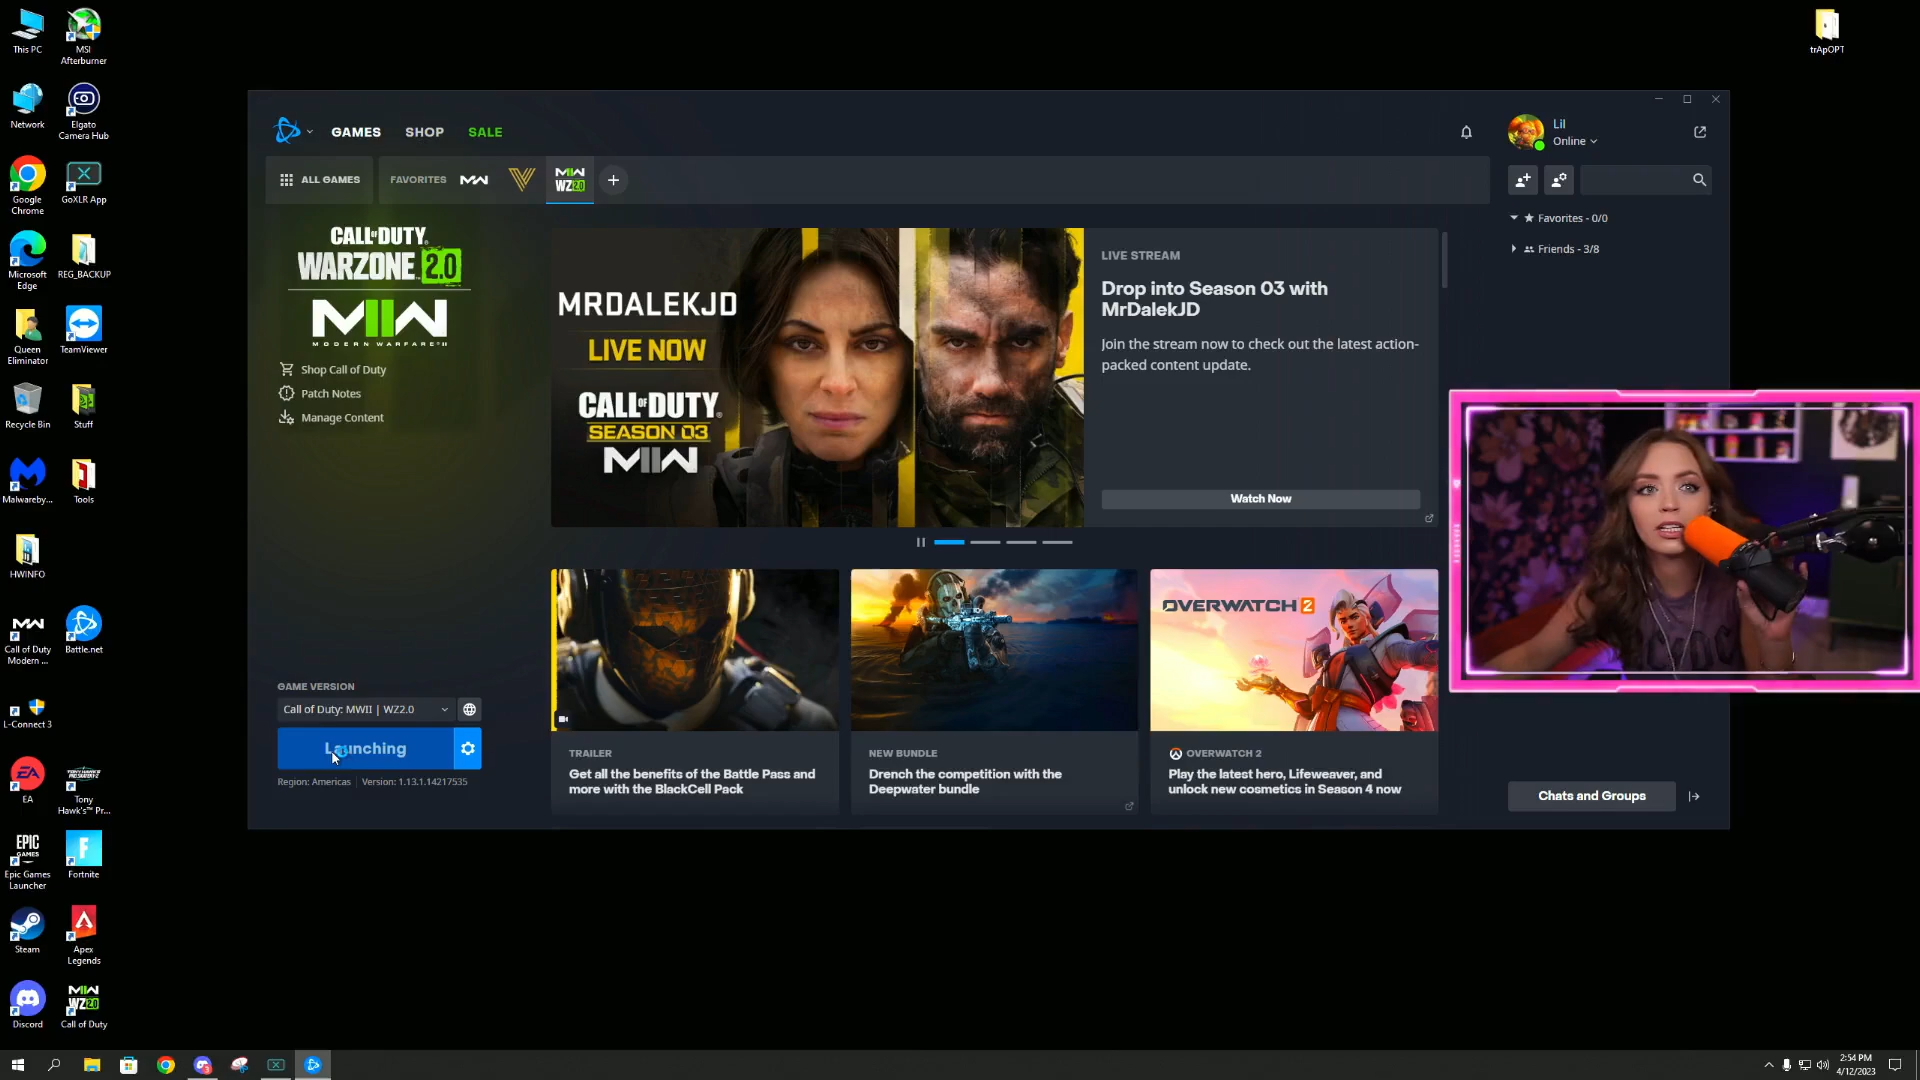 This PC
MSI
Afterburner
trApOPT
Network
Elgato
Camera Hub
Google
Chrome
GoXLR App
Microsoft
Edge
REG_BACKUP
Queen
Eliminator
TeamViewer
Recycle Bin
Stuff
Malwareby...
Tools
HWINFO
Call of Duty
Modern ...
Battle.net
L-Connect 3
EA
Tony
Hawk's™ Pr...
EPIC
GAMES
Epic Games
Launcher
Fortnite
Steam
Apex
Legends
Discord
Call of Duty
GAMES
SHOP
SALE
Lil
Online
ALL GAMES
FAVORITES
MW
MW
WZ2.0
Favorites - 0/0
Friends - 3/8
CALL OF DUTY
WARZONE 2.0
MW
MODERN WARFARE II
Shop Call of Duty
Patch Notes
Manage Content
MRDALEKJD
LIVE NOW
CALL OF DUTY
SEASON 03
MW
LIVE STREAM
Drop into Season 03 with
MrDalekJD
Join the stream now to check out the latest action-
packed content update.
Watch Now
GAME VERSION
Call of Duty: MWII | WZ2.0
Launching
Region: Americas
Version: 1.13.1.14217535
TRAILER
Get all the benefits of the Battle Pass and
more with the BlackCell Pack
NEW BUNDLE
Drench the competition with the
Deepwater bundle
OVERWATCH 2
OVERWATCH 2
Play the latest hero, Lifeweaver, and
unlock new cosmetics in Season 4 now
Chats and Groups
2:54 PM
4/12/2023